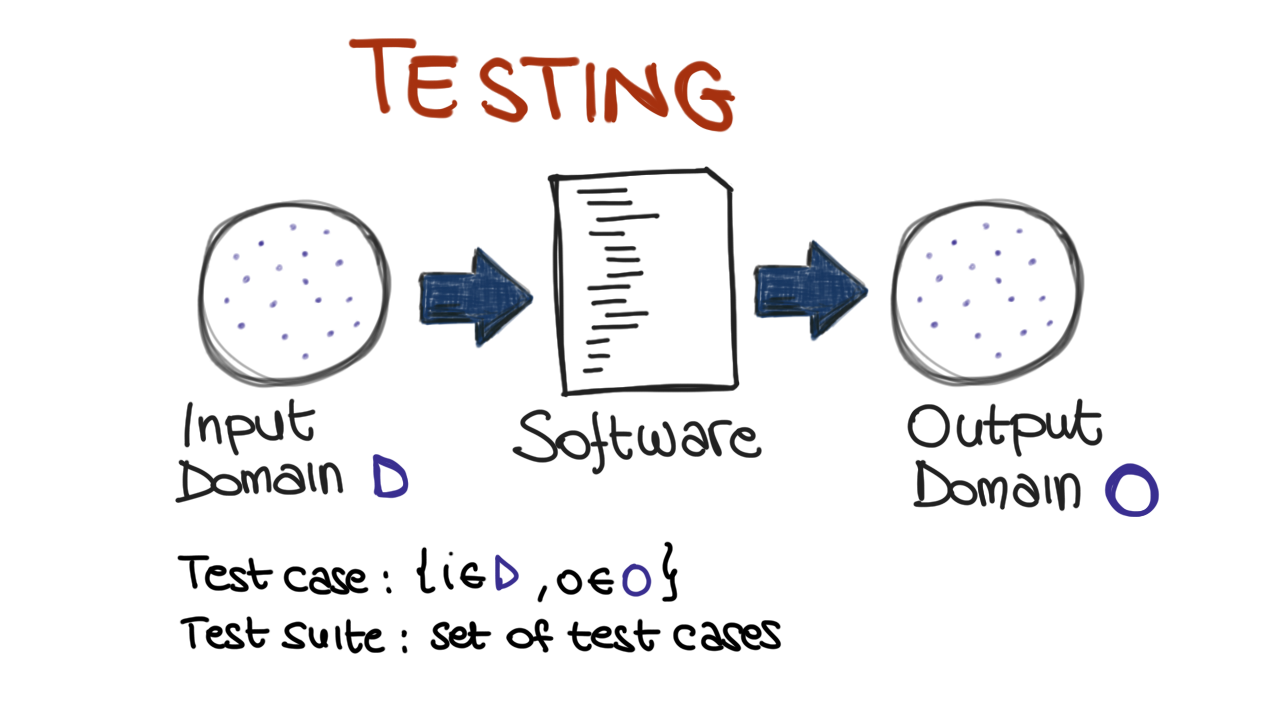 TESTING
Input
Domain D
Software
Output
Domain O
Test case: {i∈D, o∈O}
Test suite: set of test cases